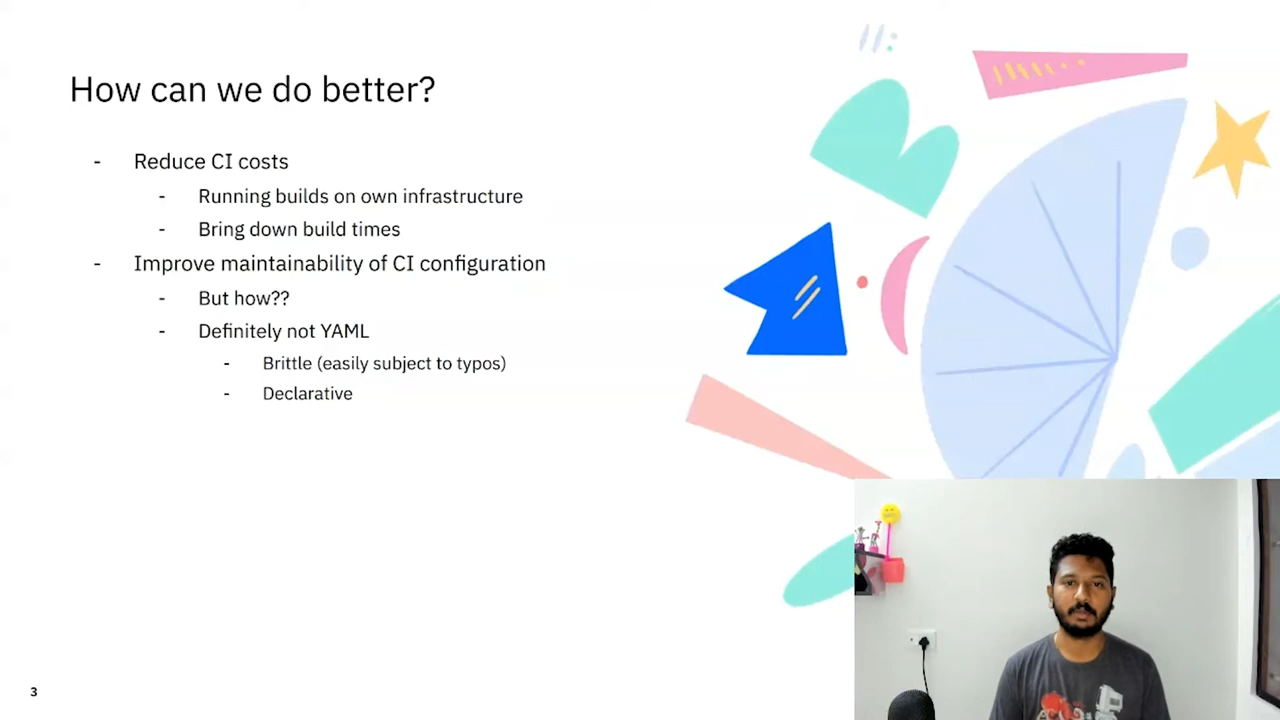 How can we do better?
- Reduce CI costs
- Running builds on own infrastructure
- Bring down build times
- Improve maintainability of CI configuration
- But how??
- Definitely not YAML
- Brittle (easily subject to typos)
- Declarative
3